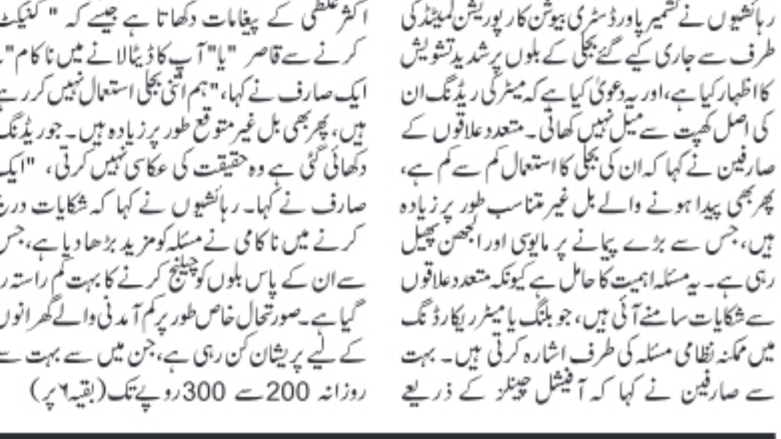 رہائشیوں نے کشمیر پاور ڈسٹری بیوشن کارپوریشن لمیٹڈ کی
طرف سے جاری کیے گئے بجلی کے بلوں پر شدید تشویش
کا اظہار کیا ہے، اور یہ دعویٰ کیا ہے کہ میٹر کی ریڈنگ ان
کی اصل کھپت سے میل نہیں کھاتی۔ متعدد علاقوں کے
صارفین نے کہا کہ ان کی بجلی کا استعمال کم سے کم ہے،
پھر بھی پیدا ہونے والے بل غیر متناسب طور پر زیادہ
ہیں، جس سے بڑے پیمانے پر مایوسی اور الجھن پھیل
رہی ہے۔ یہ مسئلہ اہمیت کا حامل ہے کیونکہ متعدد علاقوں
سے شکایات سامنے آئی ہیں، جو بلنگ یا میٹر ریکارڈنگ
میں ممکنہ نظامی مسئلہ کی طرف اشارہ کرتی ہیں۔ بہت
سے صارفین نے کہا کہ آفیشل چینلز کے ذریعے
اکثر غلطی کے پیغامات دکھاتا ہے جیسے کہ "کنیکٹ
کرنے سے قاصر "یا" آپ کا ڈیٹا لانے میں ناکام"۔
ایک صارف نے کہا، "ہم اتنی بجلی استعمال نہیں کر رہے
ہیں، پھر بھی بل غیر متوقع طور پر زیادہ ہیں۔ جو ریڈنگ
دکھائی گئی ہے وہ حقیقت کی عکاسی نہیں کرتی، "ایک
صارف نے کہا۔ رہائشیوں نے کہا کہ شکایات درج
کرنے میں ناکامی نے مسئلہ کو مزید بڑھا دیا ہے، جس
سے ان کے پاس بلوں کو چیلنج کرنے کا بہت کم راستہ ر
گیا ہے۔ صورتحال خاص طور پر کم آمدنی والے گھرانوں
کے لیے پریشان کن رہی ہے، جن میں سے بہت سے
روزانہ 200 سے 300 روپے تک (بقیہ ۶ پر)